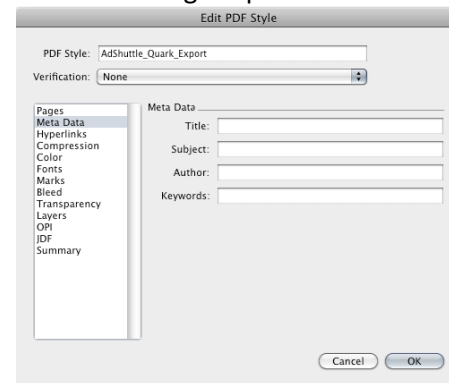 Edit PDF Style
PDF Style: AdShuttle_Quark_Export
Verification: None
Pages
Meta Data
Hyperlinks
Compression
Color
Fonts
Marks
Bleed
Transparency
Layers
OPI
JDF
Summary
Meta Data
Title:
Subject:
Author:
Keywords:
Cancel
OK